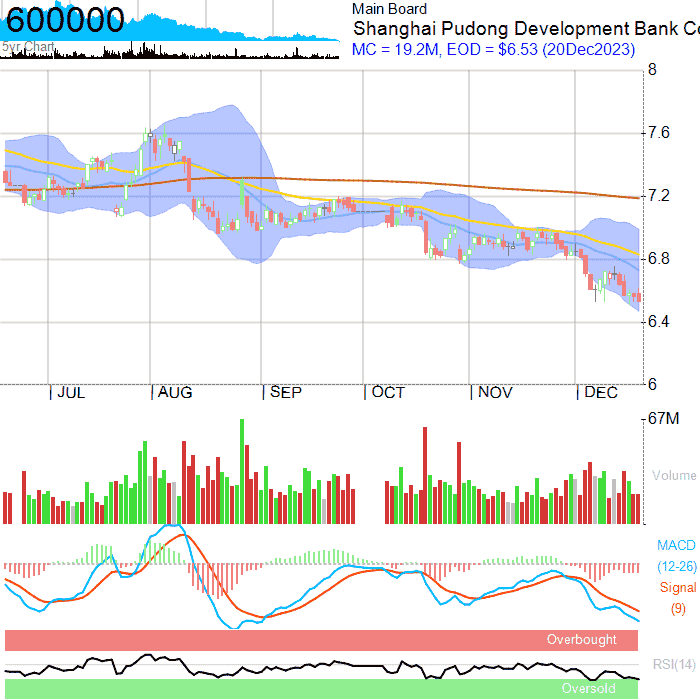 600000
5yr Chart
Main Board
Shanghai Pudong Development Bank Co
MC = 19.2M, EOD = $6.53 (20Dec2023)
8
7.6
7.2
6.8
6.4
6
JUL
AUG
SEP
OCT
NOV
DEC
67M
Volume
MACD
(12-26)
Signal
(9)
Overbought
RSI(14)
Oversold